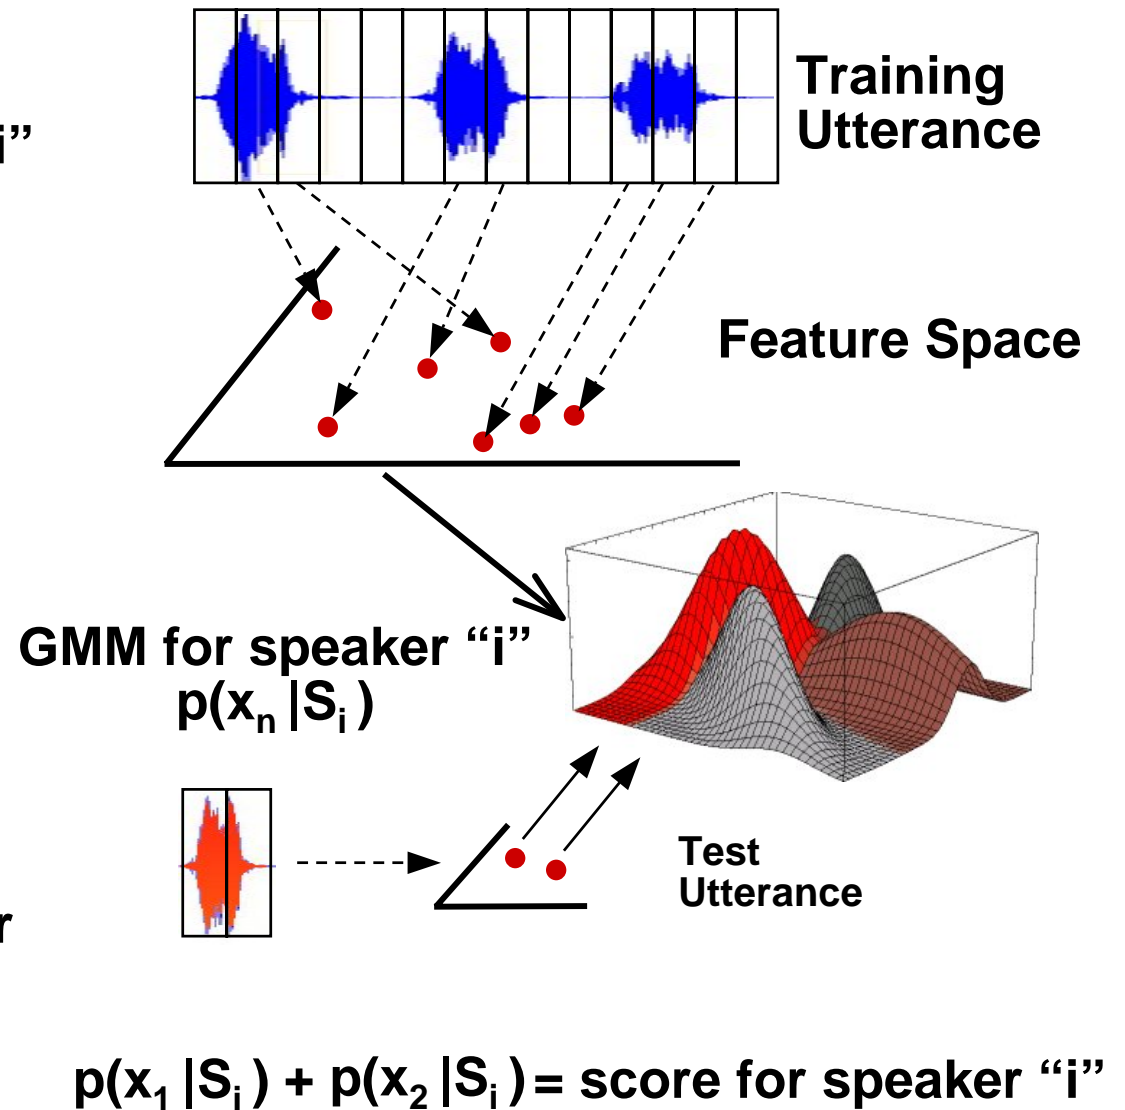 Training
Utterance
i”
Feature Space
GMM for speaker “i”
p(xn |Si )
Test
Utterance
r
p(x1 |Si ) + p(x2 |Si ) = score for speaker “i”